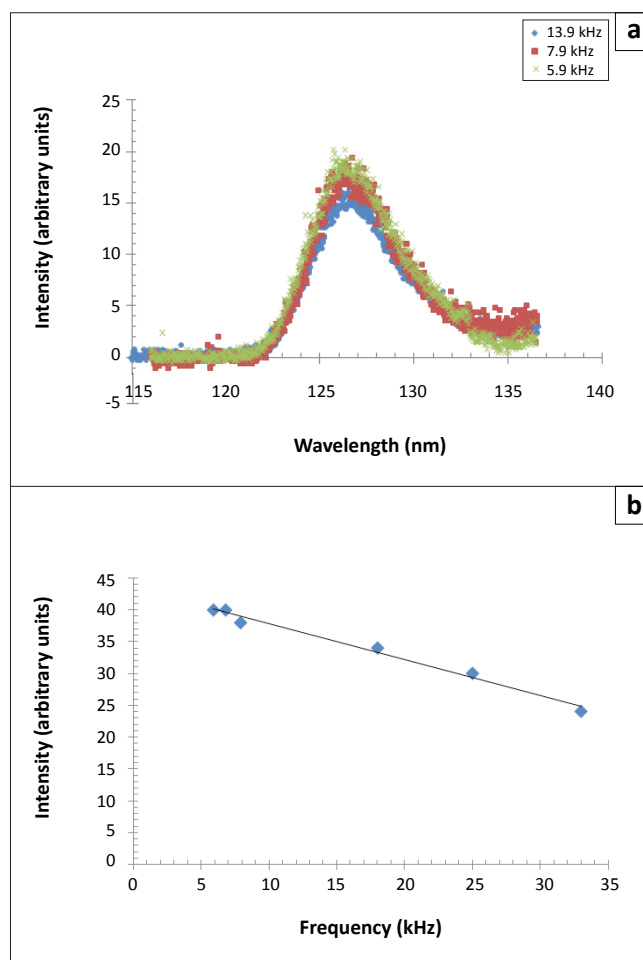 a
13.9 kHz
7.9 kHz
5.9 kHz
Intensity (arbitrary units)
25
20
15
10
5
0
-5
115 120 125 130 135 140
Wavelength (nm)
b
Intensity (arbitrary units)
45
40
35
30
25
20
15
10
5
0
0 5 10 15 20 25 30 35
Frequency (kHz)